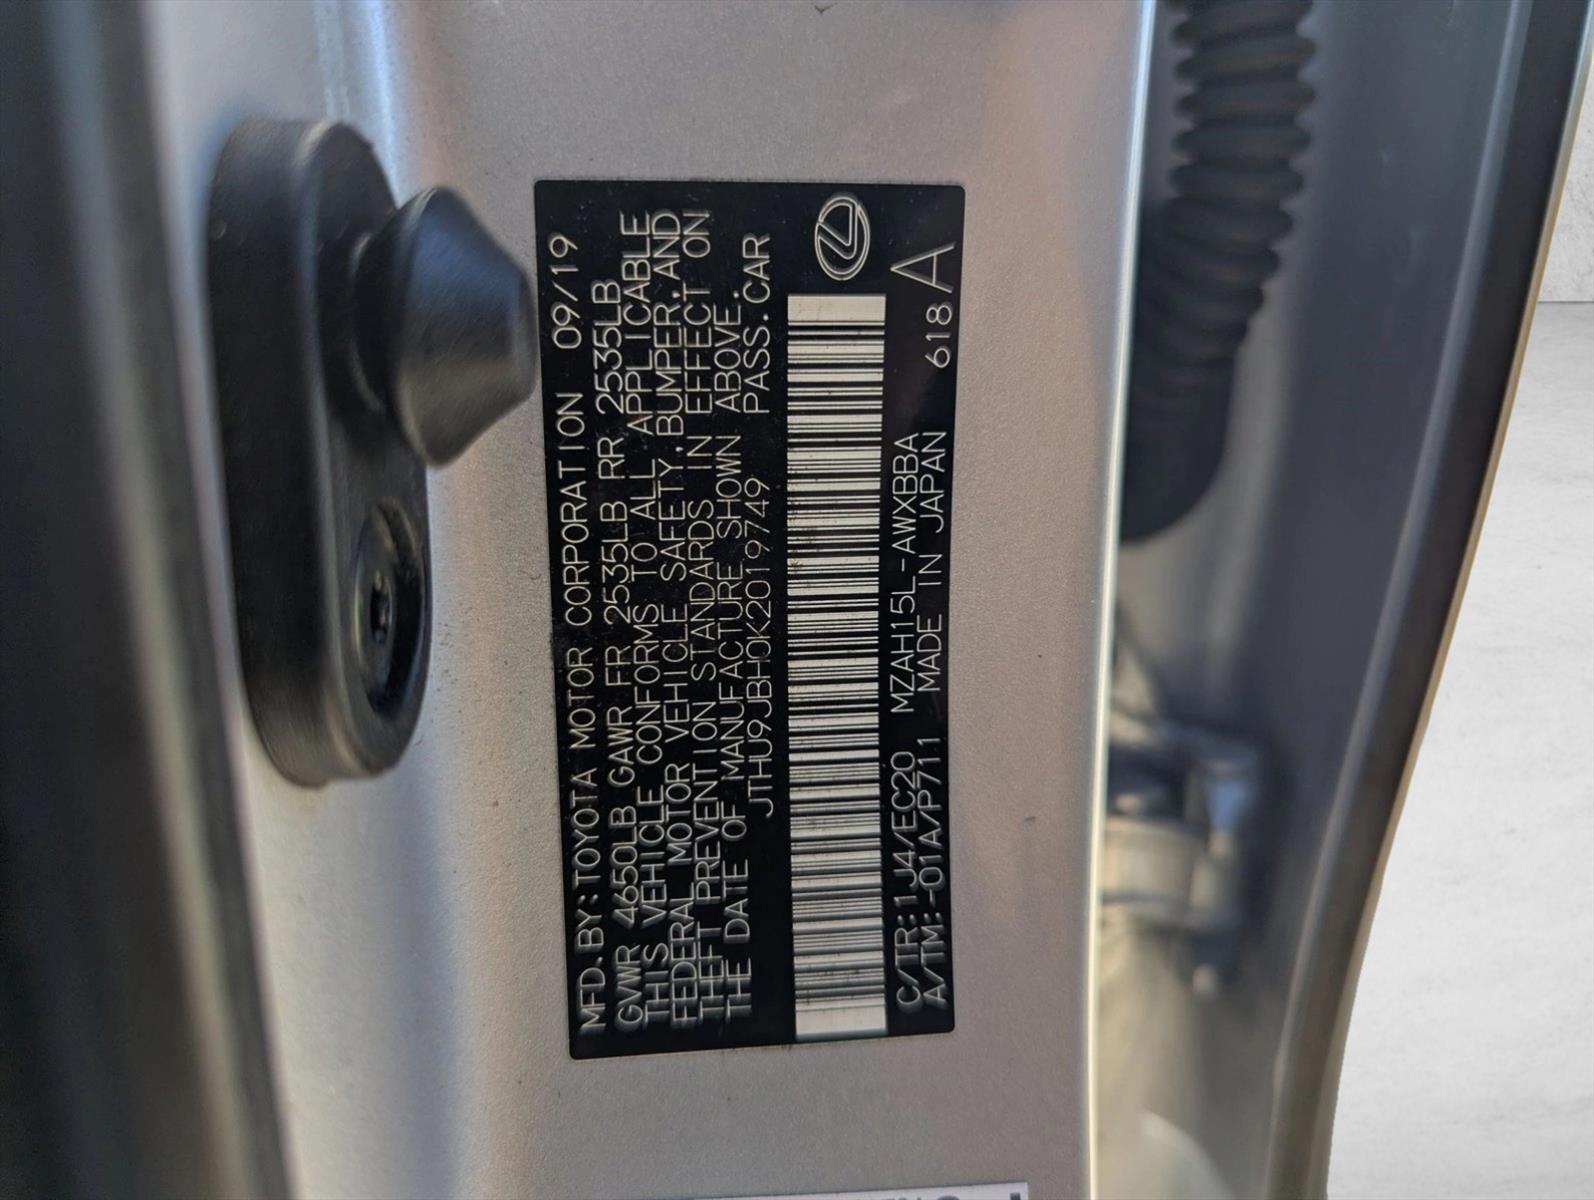 MFD.BY:TOYOTA MOTOR CORPORATION 09/19
GVWR 4650LB GAWR FR 2535LB RR 2535LB
THIS VEHICLE CONFORMS TO ALL APPLICABLE
FEDERAL MOTOR VEHICLE SAFETY,BUMPER,AND
THEFT PREVENTION STANDARDS IN EFFECT ON
THE DATE OF MANUFACTURE SHOWN ABOVE.
JTHU9JBH0K2019749 PASS.CAR
C/TR:1J4/EC20 MZAH15L-AWXBBA
A/TM:-01A/P711 MADE IN JAPAN 618 A